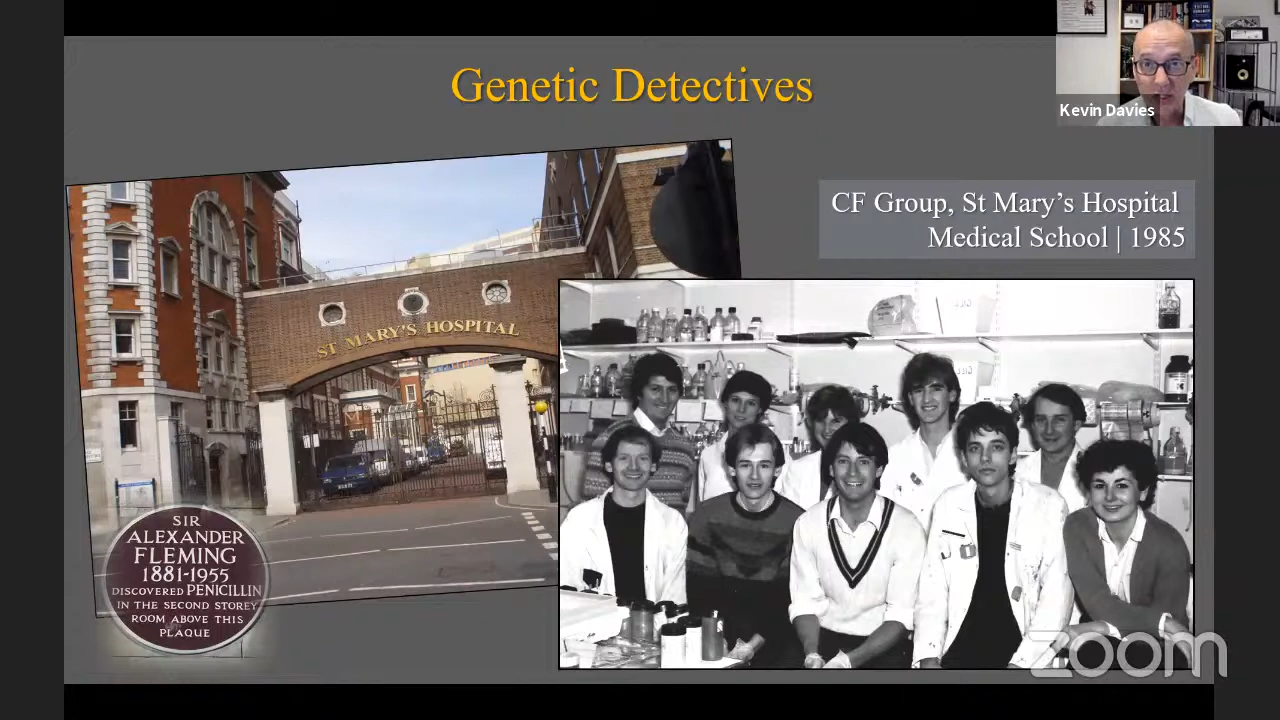 Genetic Detectives
Kevin Davies
CF Group, St Mary's Hospital
Medical School | 1985
ST MARY'S HOSPITAL
SIR
ALEXANDER
FLEMING
1881-1955
DISCOVERED PENICILLIN
IN THE SECOND STOREY
ROOM ABOVE THIS
PLAQUE
zoom